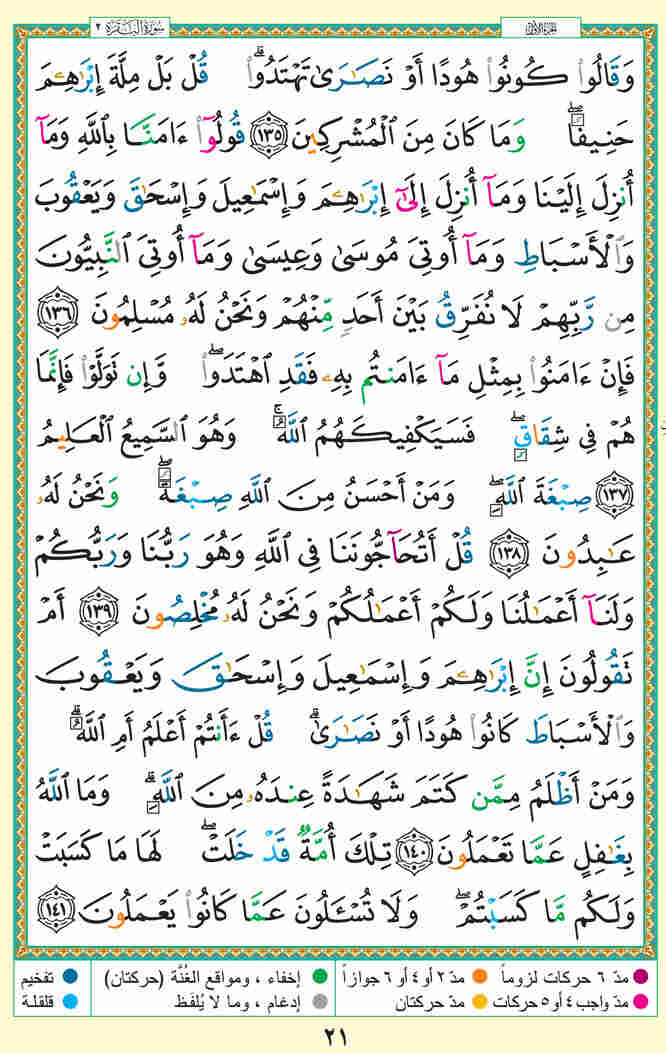 سُورَةُ البَقَرَةِ ٢
الجزء الأول
وَقَالُوا۟ كُونُوا۟ هُودًا أَوْ نَصَـٰرَىٰ تَهْتَدُوا۟ ۗ قُلْ بَلْ مِلَّةَ إِبْرَٰهِـۧمَ
حَنِيفًا ۖ وَمَا كَانَ مِنَ ٱلْمُشْرِكِينَ ١٣٥ قُولُوٓا۟ ءَامَنَّا بِٱللَّهِ وَمَآ
أُنزِلَ إِلَيْنَا وَمَآ أُنزِلَ إِلَىٰٓ إِبْرَٰهِـۧمَ وَإِسْمَـٰعِيلَ وَإِسْحَـٰقَ وَيَعْقُوبَ
وَٱلْأَسْبَاطِ وَمَآ أُوتِىَ مُوسَىٰ وَعِيسَىٰ وَمَآ أُوتِىَ ٱلنَّبِيُّونَ
مِن رَّبِّهِمْ لَا نُفَرِّقُ بَيْنَ أَحَدٍ مِّنْهُمْ وَنَحْنُ لَهُۥ مُسْلِمُونَ ١٣٦
فَإِنْ ءَامَنُوا۟ بِمِثْلِ مَآ ءَامَنتُم بِهِۦ فَقَدِ ٱهْتَدَوا۟ ۖ وَّإِن تَوَلَّوْا۟ فَإِنَّمَا
هُمْ فِى شِقَاقٍ ۖ فَسَيَكْفِيكَهُمُ ٱللَّهُ ۚ وَهُوَ ٱلسَّمِيعُ ٱلْعَلِيمُ
١٣٧ صِبْغَةَ ٱللَّهِ ۖ وَمَنْ أَحْسَنُ مِنَ ٱللَّهِ صِبْغَةً ۖ وَنَحْنُ لَهُۥ
عَـٰبِدُونَ ١٣٨ قُلْ أَتُحَآجُّونَنَا فِى ٱللَّهِ وَهُوَ رَبُّنَا وَرَبُّكُمْ
وَلَنَآ أَعْمَـٰلُنَا وَلَكُمْ أَعْمَـٰلُكُمْ وَنَحْنُ لَهُۥ مُخْلِصُونَ ١٣٩ أَمْ
تَقُولُونَ إِنَّ إِبْرَٰهِـۧمَ وَإِسْمَـٰعِيلَ وَإِسْحَـٰقَ وَيَعْقُوبَ
وَٱلْأَسْبَاطَ كَانُوا۟ هُودًا أَوْ نَصَـٰرَىٰ ۗ قُلْ ءَأَنتُمْ أَعْلَمُ أَمِ ٱللَّهُ ۗ
وَمَنْ أَظْلَمُ مِمَّن كَتَمَ شَهَـٰدَةً عِندَهُۥ مِنَ ٱللَّهِ ۗ وَمَا ٱللَّهُ
بِغَـٰفِلٍ عَمَّا تَعْمَلُونَ ١٤٠ تِلْكَ أُمَّةٌ قَدْ خَلَتْ ۖ لَهَا مَا كَسَبَتْ
وَلَكُم مَّا كَسَبْتُمْ ۖ وَلَا تُسْـَٔلُونَ عَمَّا كَانُوا۟ يَعْمَلُونَ ١٤١
مدّ ٦ حركات لزوماً مدّ ٢ أو ٤ أو ٦ جوازاً إخفاء ، ومواقع الغُنَّة (حركتان) تفخيم
مدّ واجب ٤ أو ٥ حركات مدّ حركتان إدغام ، وما لا يُلفَظ قلقلة
٢١